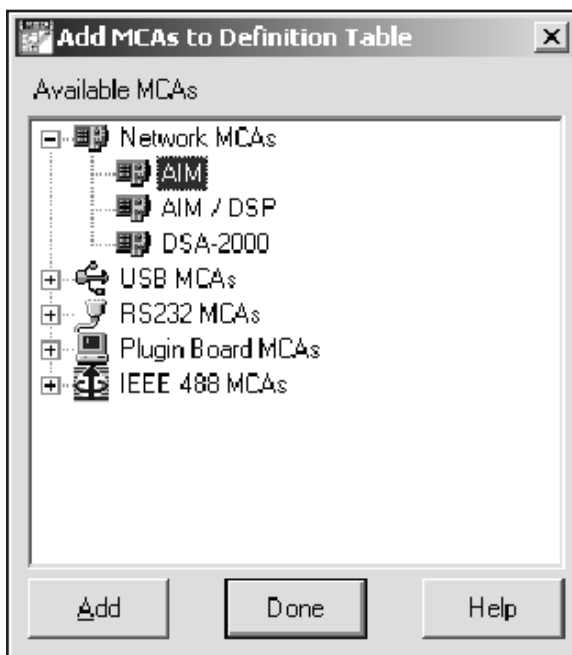 Add MCAs to Definition Table
Available MCAs
Network MCAs
AIM
AIM / DSP
DSA-2000
USB MCAs
RS232 MCAs
Plugin Board MCAs
IEEE 488 MCAs
Add Done Help